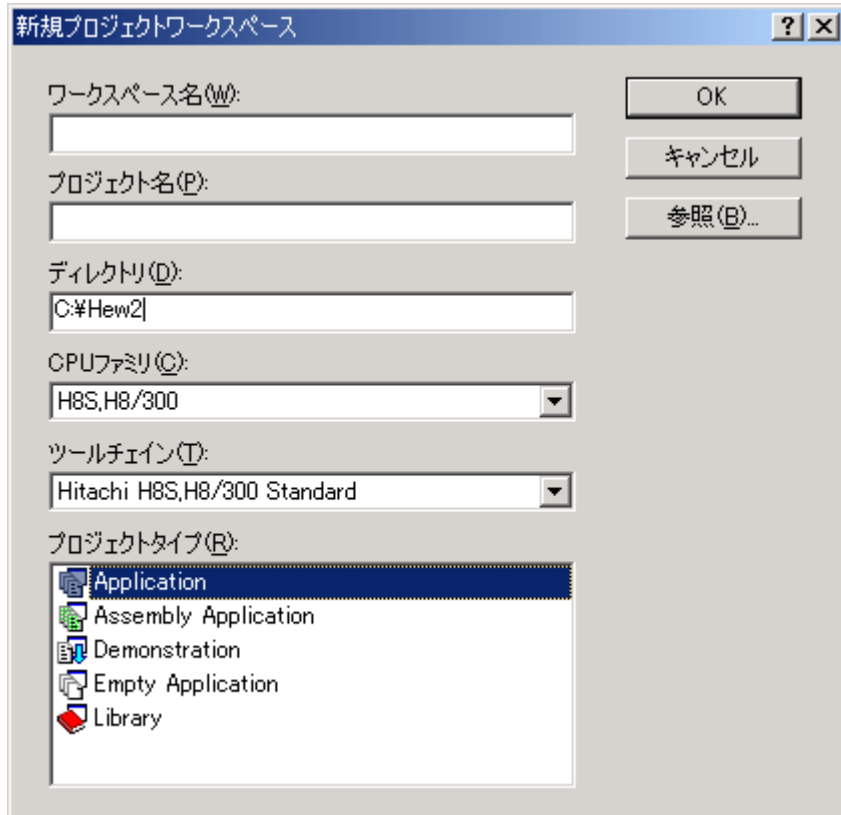 新規プロジェクトワークスペース
ワークスペース名(W):
OK
キャンセル
プロジェクト名(P):
参照(B)...
ディレクトリ(D):
C:¥Hew2
CPUファミリ(C):
H8S,H8/300
ツールチェイン(T):
Hitachi H8S,H8/300 Standard
プロジェクトタイプ(R):
Application
Assembly Application
Demonstration
Empty Application
Library